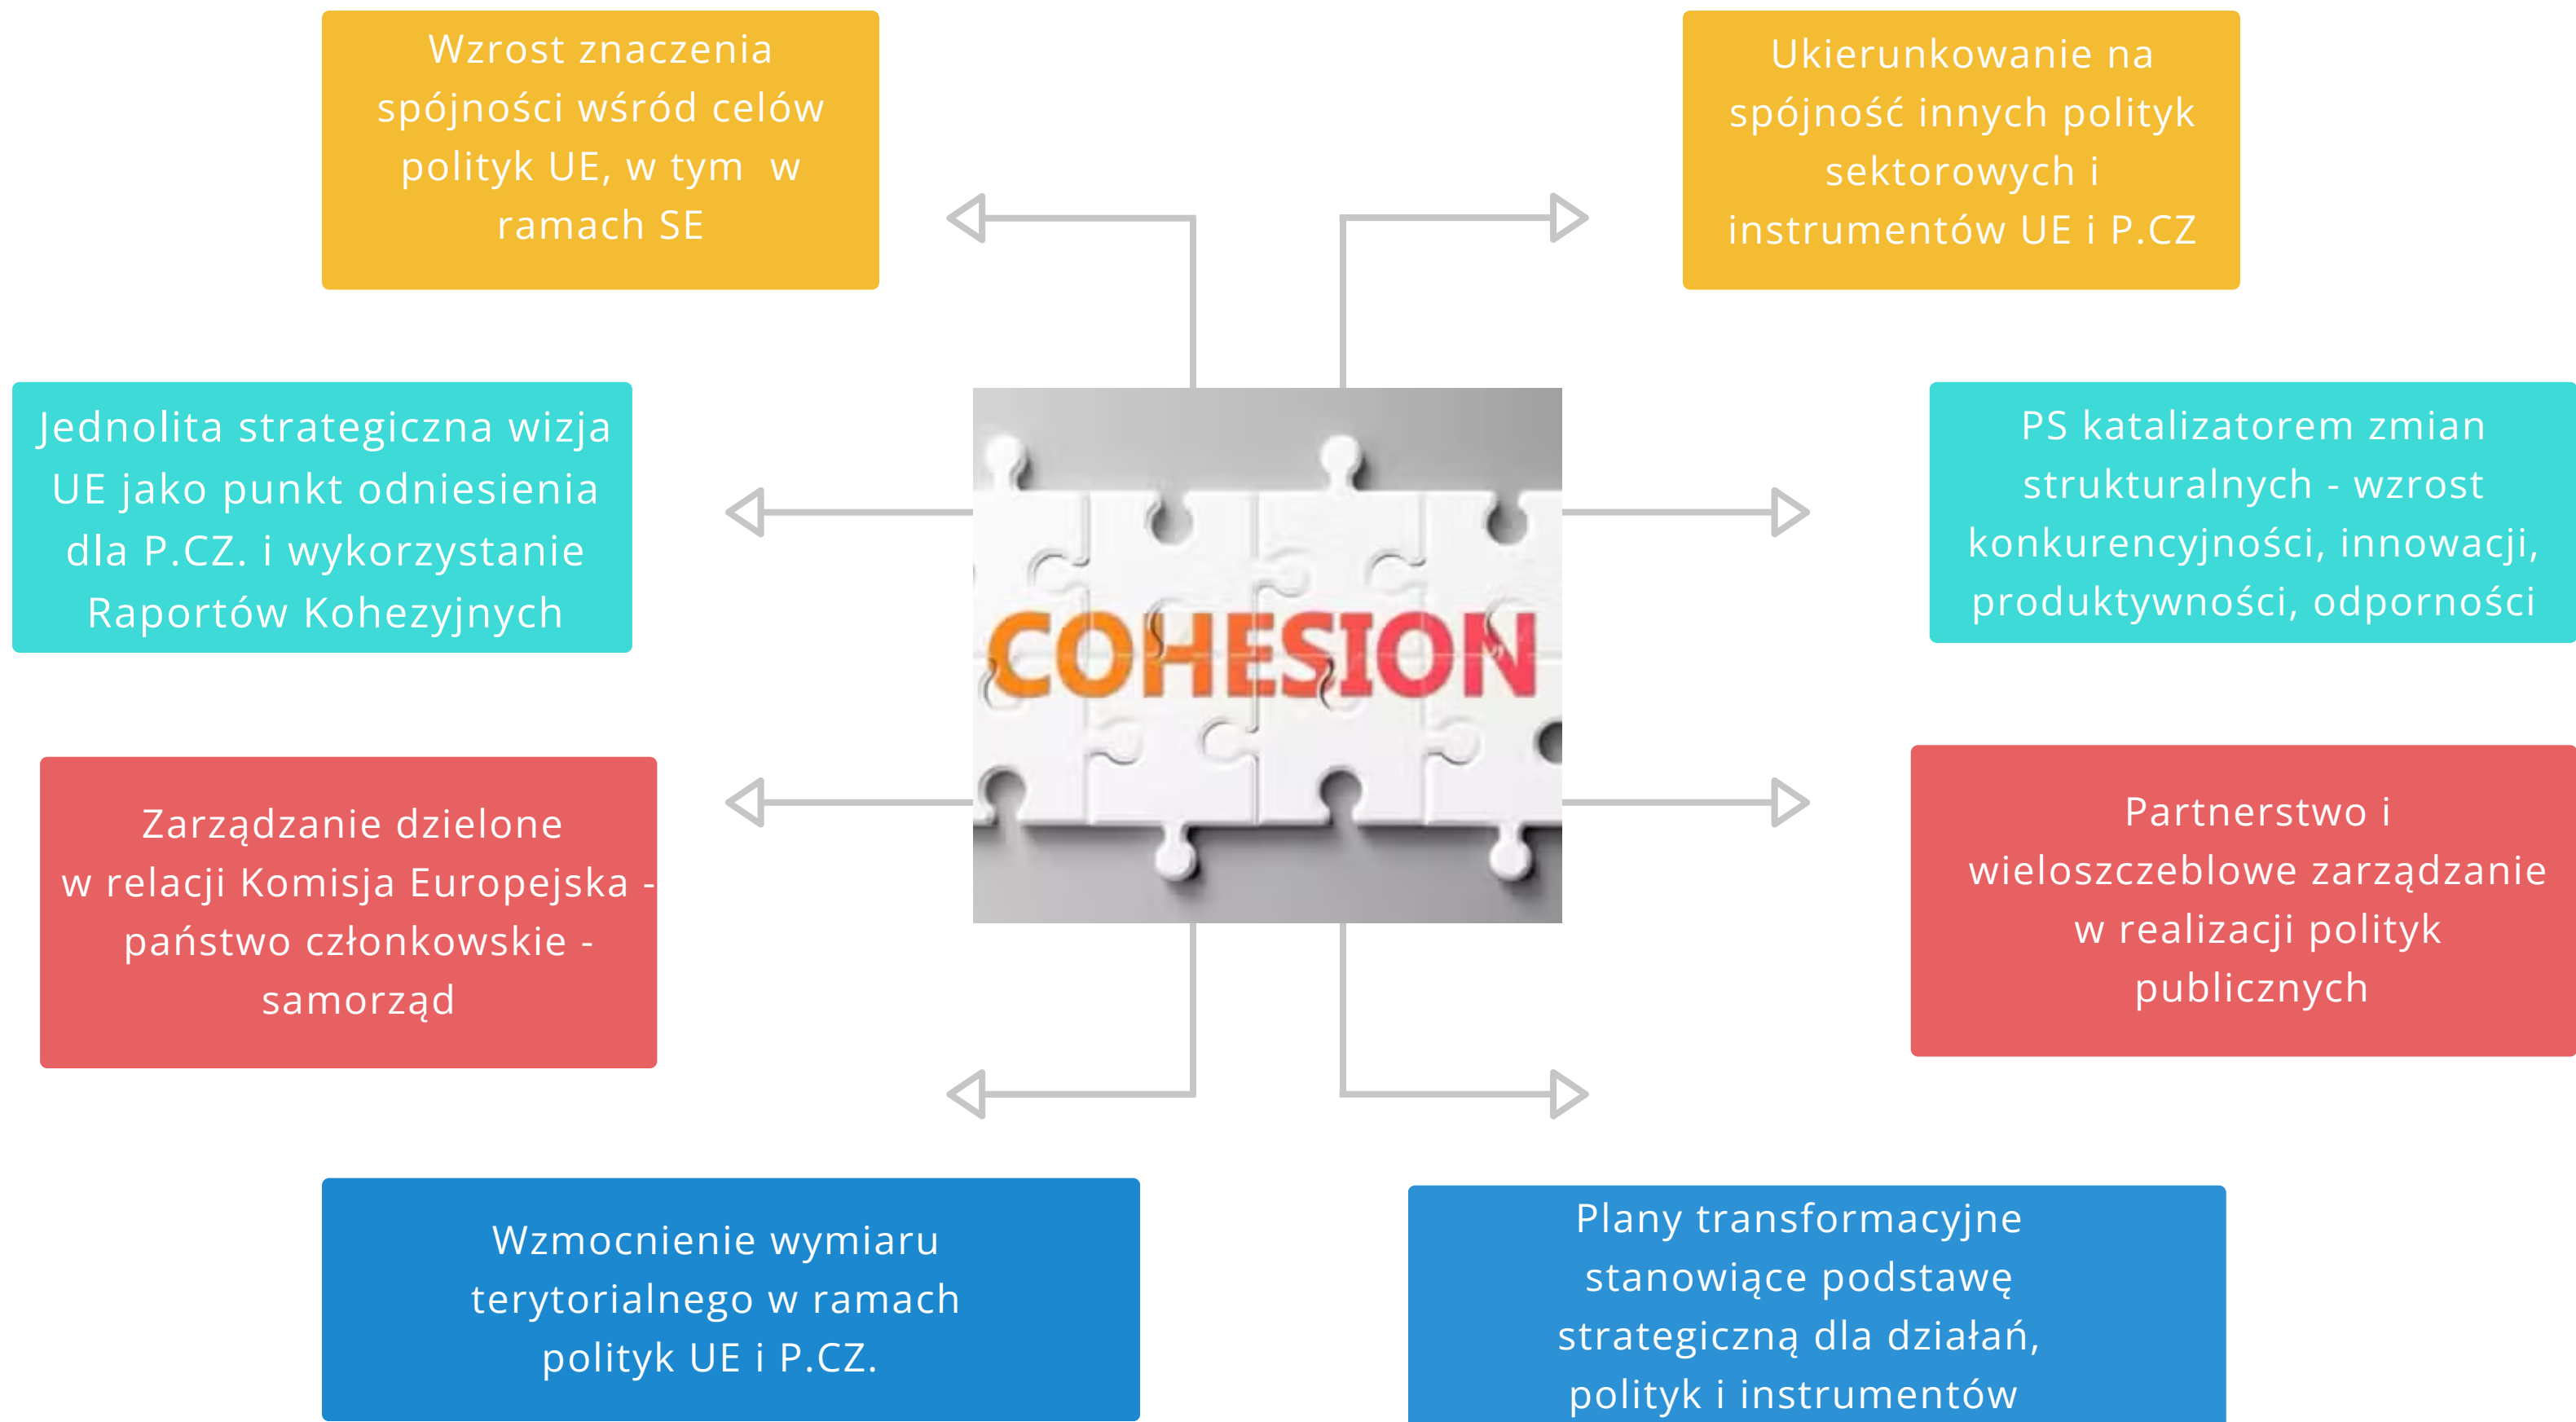 Wzrost znaczenia
spójności wśród celów
polityk UE, w tym w
ramach SE
Ukierunkowanie na
spójność innych polityk
sektorowych i
instrumentów UE i P.CZ
Jednolita strategiczna wizja
UE jako punkt odniesienia
dla P.CZ. i wykorzystanie
Raportów Kohezyjnych
PS katalizatorem zmian
strukturalnych - wzrost
konkurencyjności, innowacji,
produktywności, odporności
COHESION
Zarządzanie dzielone
w relacji Komisja Europejska -
państwo członkowskie -
samorząd
Partnerstwo i
wieloszczeblowe zarządzanie
w realizacji polityk
publicznych
Wzmocnienie wymiaru
terytorialnego w ramach
polityk UE i P.CZ.
Plany transformacyjne
stanowiące podstawę
strategiczną dla działań,
polityk i instrumentów